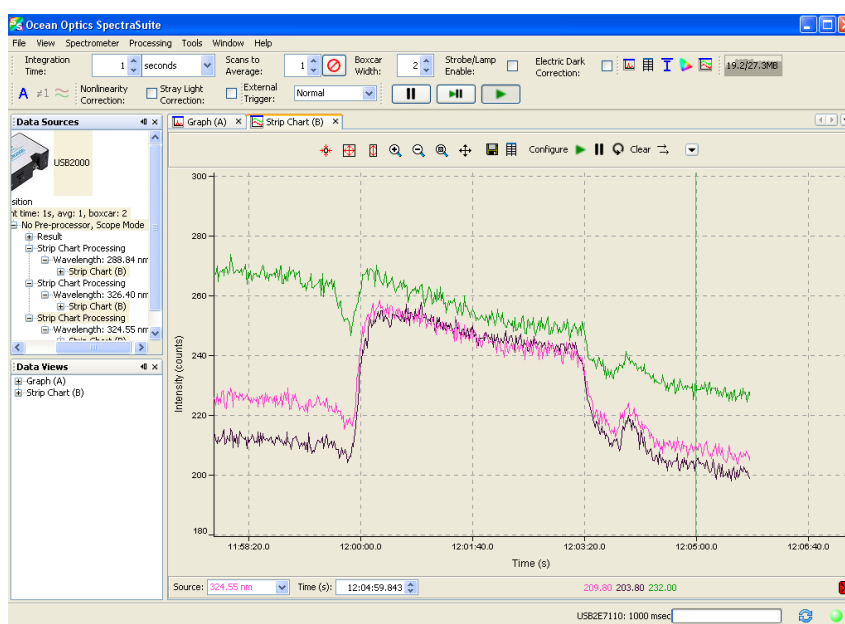 Ocean Optics SpectraSuite
File View Spectrometer Processing Tools Window Help
Integration Time: 1 seconds Scans to Average: 1 Boxcar Width: 2 Strobe/Lamp Enable: Electric Dark Correction: 19.2/27.3MB
A ≠1 ≈ Nonlinearity Correction: Stray Light Correction: External Trigger: Normal
Data Sources
USB2000
sition
nt time: 1s, avg: 1, boxcar: 2
No Pre-processor, Scope Mode
Result
Strip Chart Processing
Wavelength: 288.84 nm
Strip Chart (B)
Strip Chart Processing
Wavelength: 326.40 nm
Strip Chart (B)
Strip Chart Processing
Wavelength: 324.55 nm
Strip Chart (B)
Data Views
Graph (A)
Strip Chart (B)
Graph (A) Strip Chart (B)
Configure Clear
300
280
260
240
220
200
180
Intensity (counts)
11:58:20.0 12:00:00.0 12:01:40.0 12:03:20.0 12:05:00.0 12:06:40.0
Time (s)
Source: 324.55 nm Time (s): 12:04:59.843 209.80 203.80 232.00
USB2E7110: 1000 msec